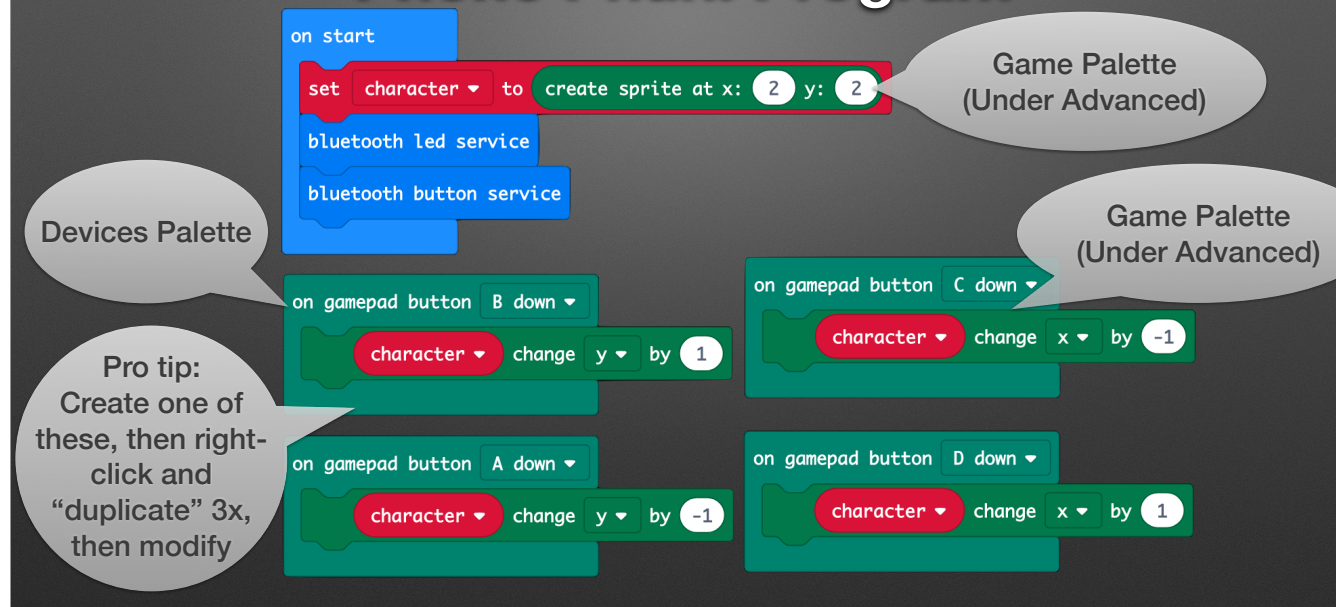 on start
set character to create sprite at x: 2 y: 2
Game Palette
(Under Advanced)
bluetooth led service
bluetooth button service
Devices Palette
Game Palette
(Under Advanced)
on gamepad button B down
character change y by 1
on gamepad button C down
character change x by -1
Pro tip:
Create one of
these, then right-
click and
“duplicate” 3x,
then modify
on gamepad button A down
character change y by -1
on gamepad button D down
character change x by 1